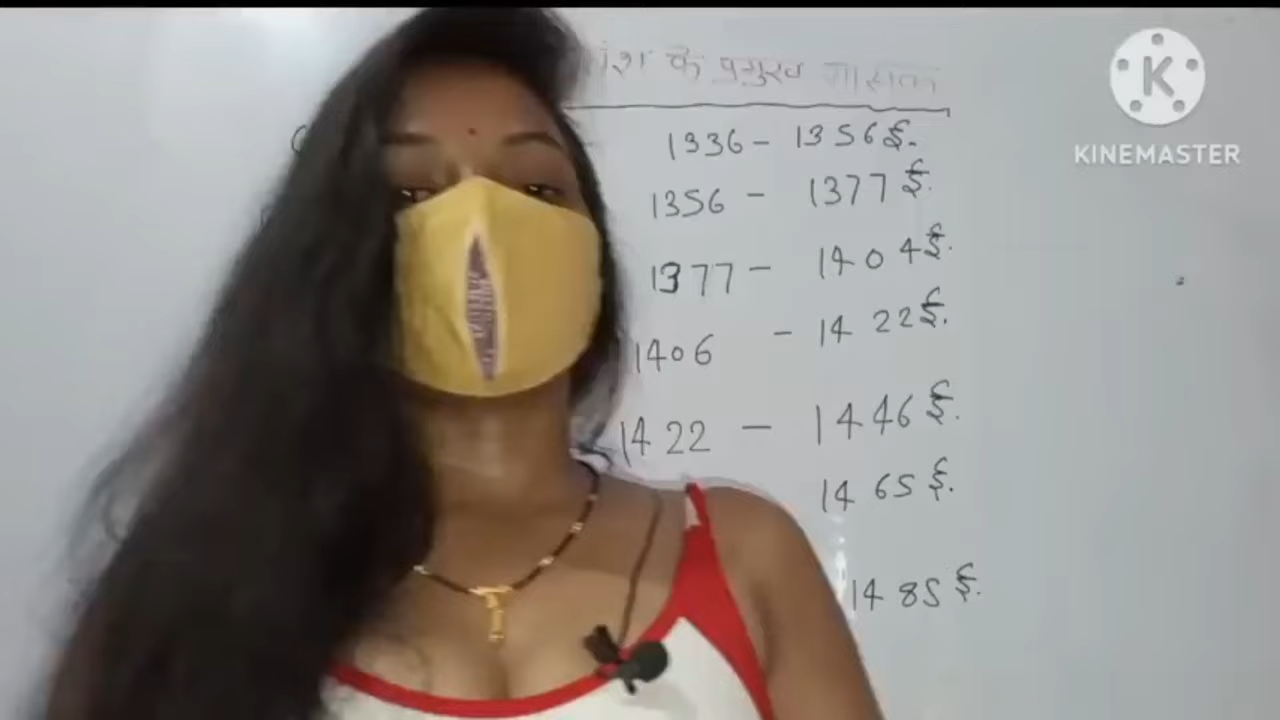 के प्रमुख शासक
1336 - 1356 ई.
1356 - 1377 ई.
1377 - 1404 ई.
1406 - 1422 ई.
1422 - 1446 ई.
1465 ई.
1485 ई.
K
KINEMASTER